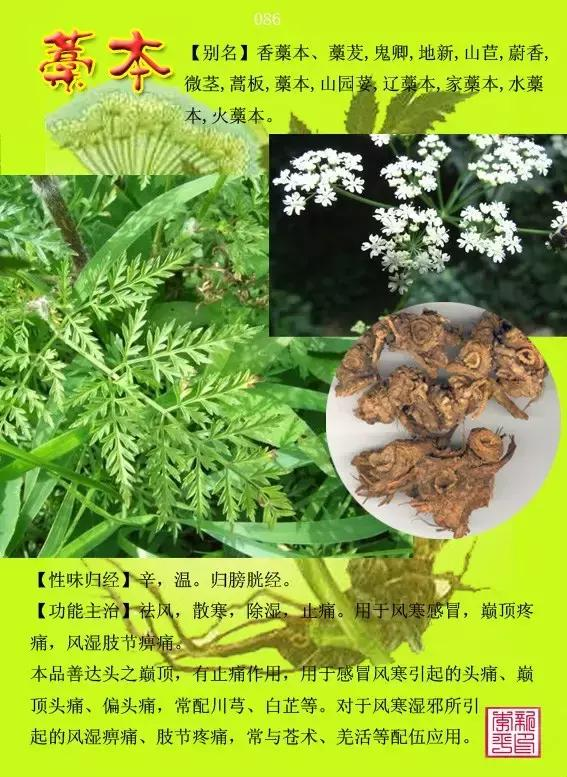 086
藁本
【别名】香藁本、藁茇,鬼卿,地新,山茝,蔚香,
微茎,蒿板,藁本,山园荽,辽藁本,家藁本,水藁
本,火藁本。
【性味归经】辛，温。归膀胱经。
【功能主治】祛风，散寒，除湿，止痛。用于风寒感冒，巅顶疼
痛，风湿肢节痹痛。
本品善达头之巅顶，有止痛作用，用于感冒风寒引起的头痛、巅
顶头痛、偏头痛，常配川芎、白芷等。对于风寒湿邪所引
起的风湿痹痛、肢节疼痛，常与苍术、羌活等配伍应用。